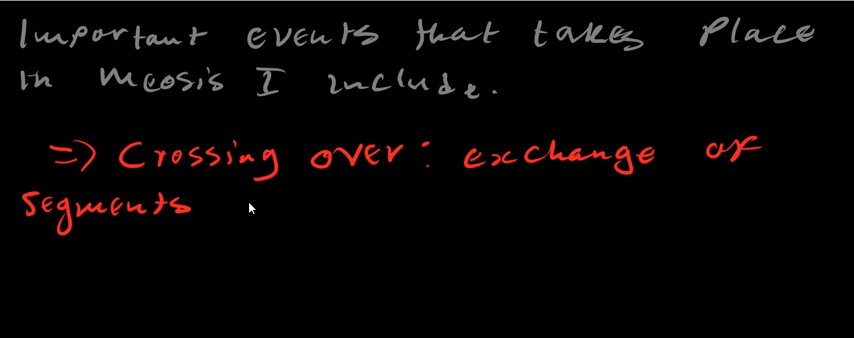 Important events that takes Place
in Meosis I include.
=> Crossing over: exchange of
segments